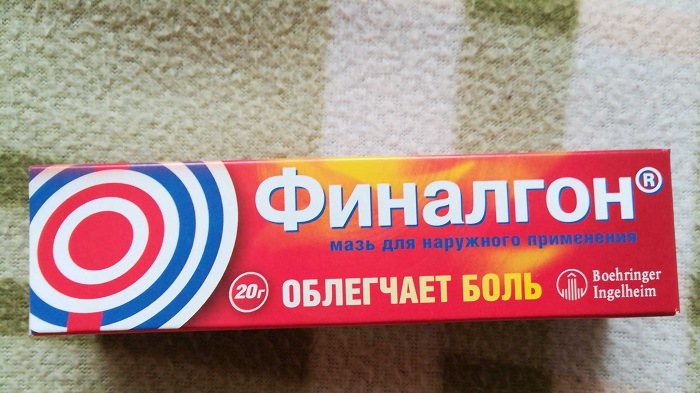 Финалгон®
мазь для наружного применения
20г
ОБЛЕГЧАЕТ БОЛЬ
Boehringer
Ingelheim